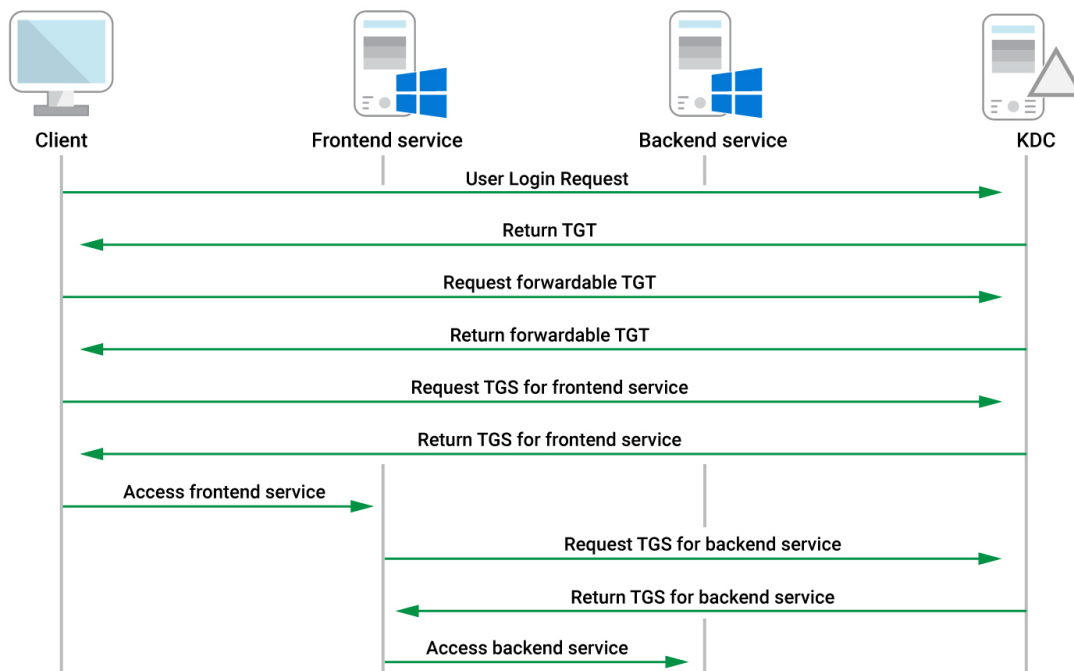 Client
Frontend service
Backend service
KDC
User Login Request
Return TGT
Request forwardable TGT
Return forwardable TGT
Request TGS for frontend service
Return TGS for frontend service
Access frontend service
Request TGS for backend service
Return TGS for backend service
Access backend service